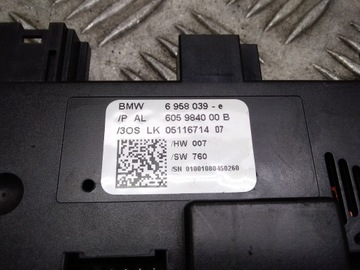 BMW 6 958 039 - e
/P AL 605 9840 00 B
/3OS LK 05116714 07
/HW 007
/SW 760
/SN 01001080450260